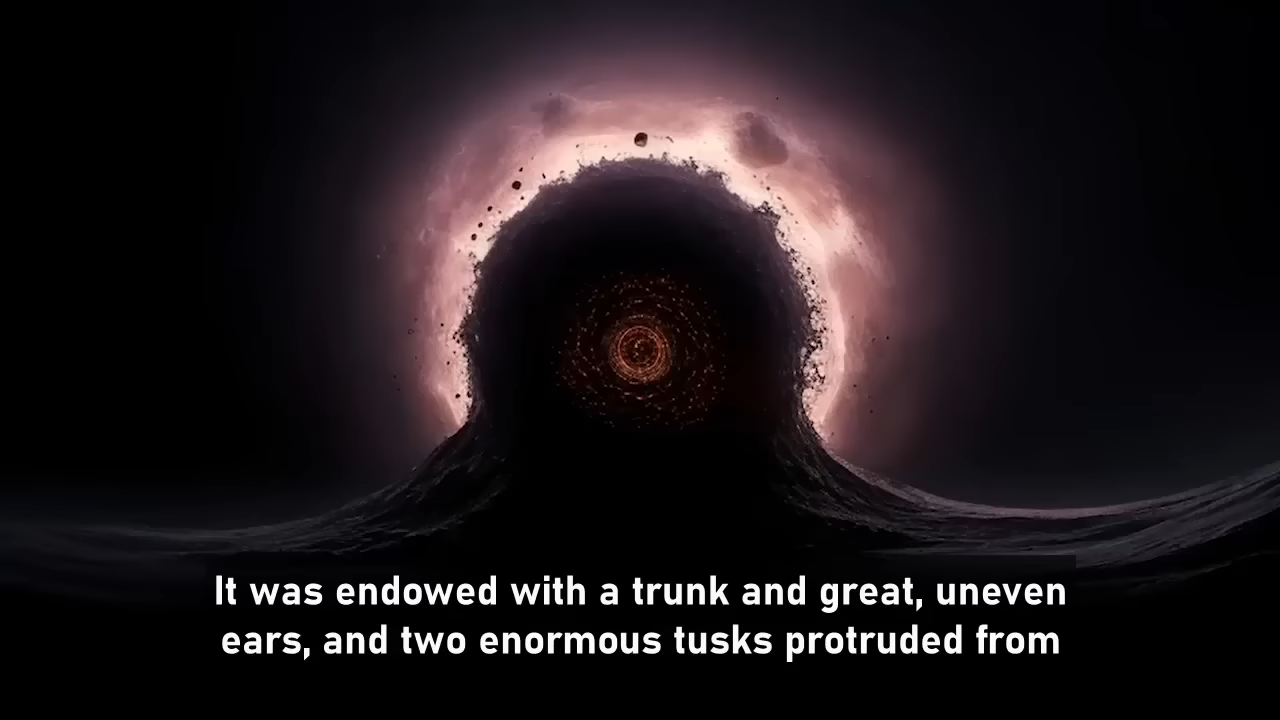 It was endowed with a trunk and great, uneven
ears, and two enormous tusks protruded from